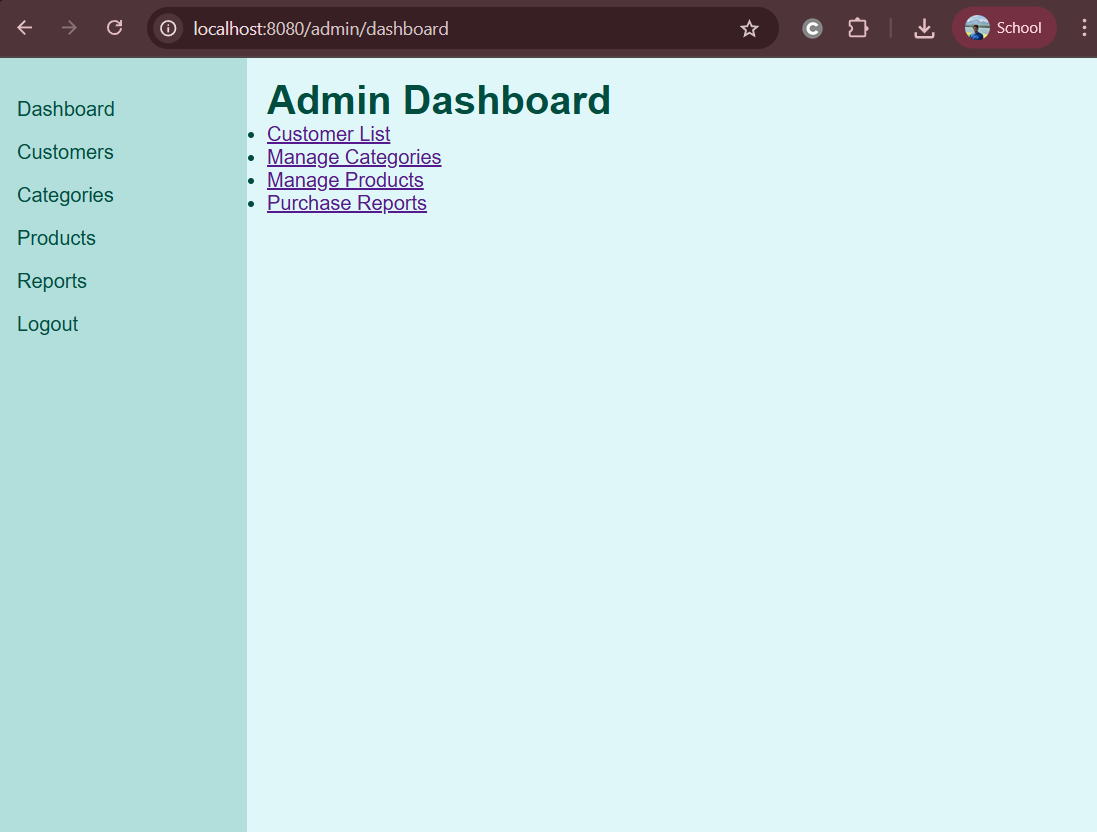 localhost:8080/admin/dashboard
C
School
Dashboard
Customers
Categories
Products
Reports
Logout
Admin Dashboard
Customer List
Manage Categories
Manage Products
Purchase Reports